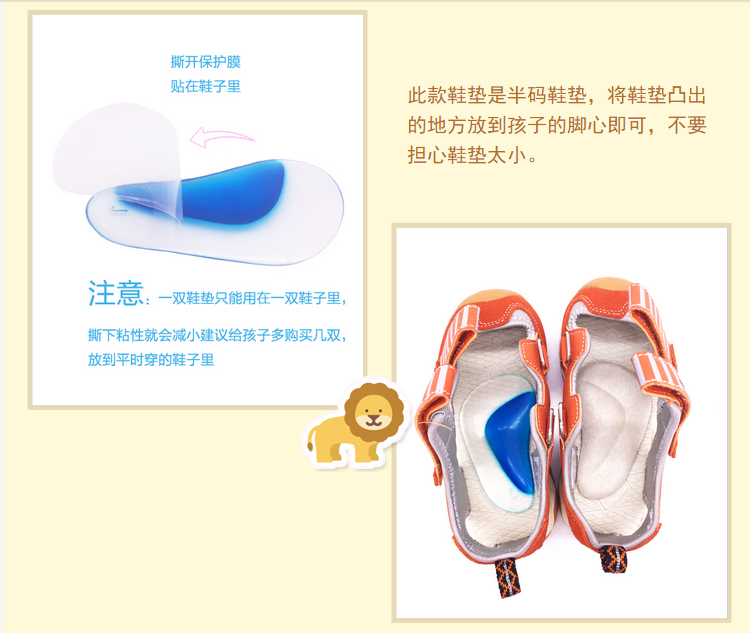 撕开保护膜
贴在鞋子里
此款鞋垫是半码鞋垫，将鞋垫凸出
的地方放到孩子的脚心即可，不要
担心鞋垫太小。
注意：一双鞋垫只能用在一双鞋子里，
撕下粘性就会减小建议给孩子多购买几双，
放到平时穿的鞋子里